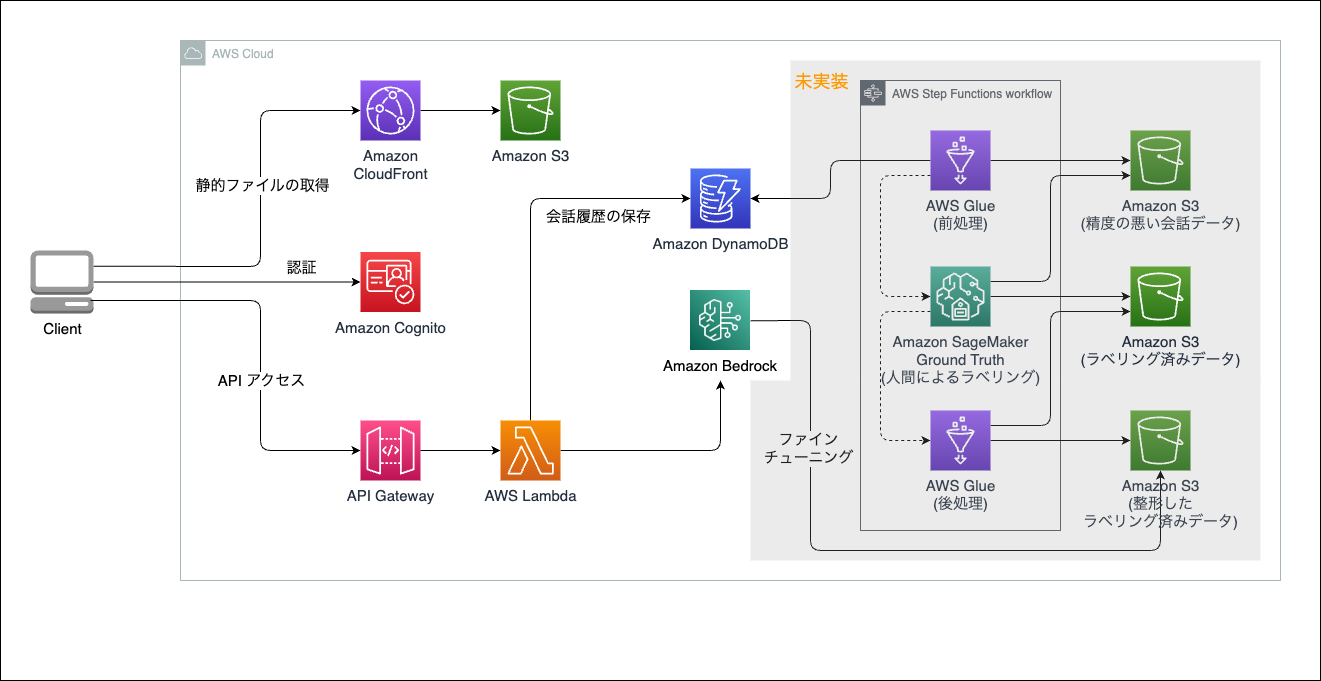 AWS Cloud
未実装
AWS Step Functions workflow
Amazon
CloudFront
Amazon S3
静的ファイルの取得
会話履歴の保存
Amazon DynamoDB
AWS Glue
(前処理)
Amazon S3
(精度の悪い会話データ)
認証
Client
Amazon Cognito
Amazon Bedrock
Amazon SageMaker
Ground Truth
(人間によるラベリング)
Amazon S3
(ラベリング済みデータ)
API アクセス
ファイン
チューニング
API Gateway
AWS Lambda
AWS Glue
(後処理)
Amazon S3
(整形した
ラベリング済みデータ)